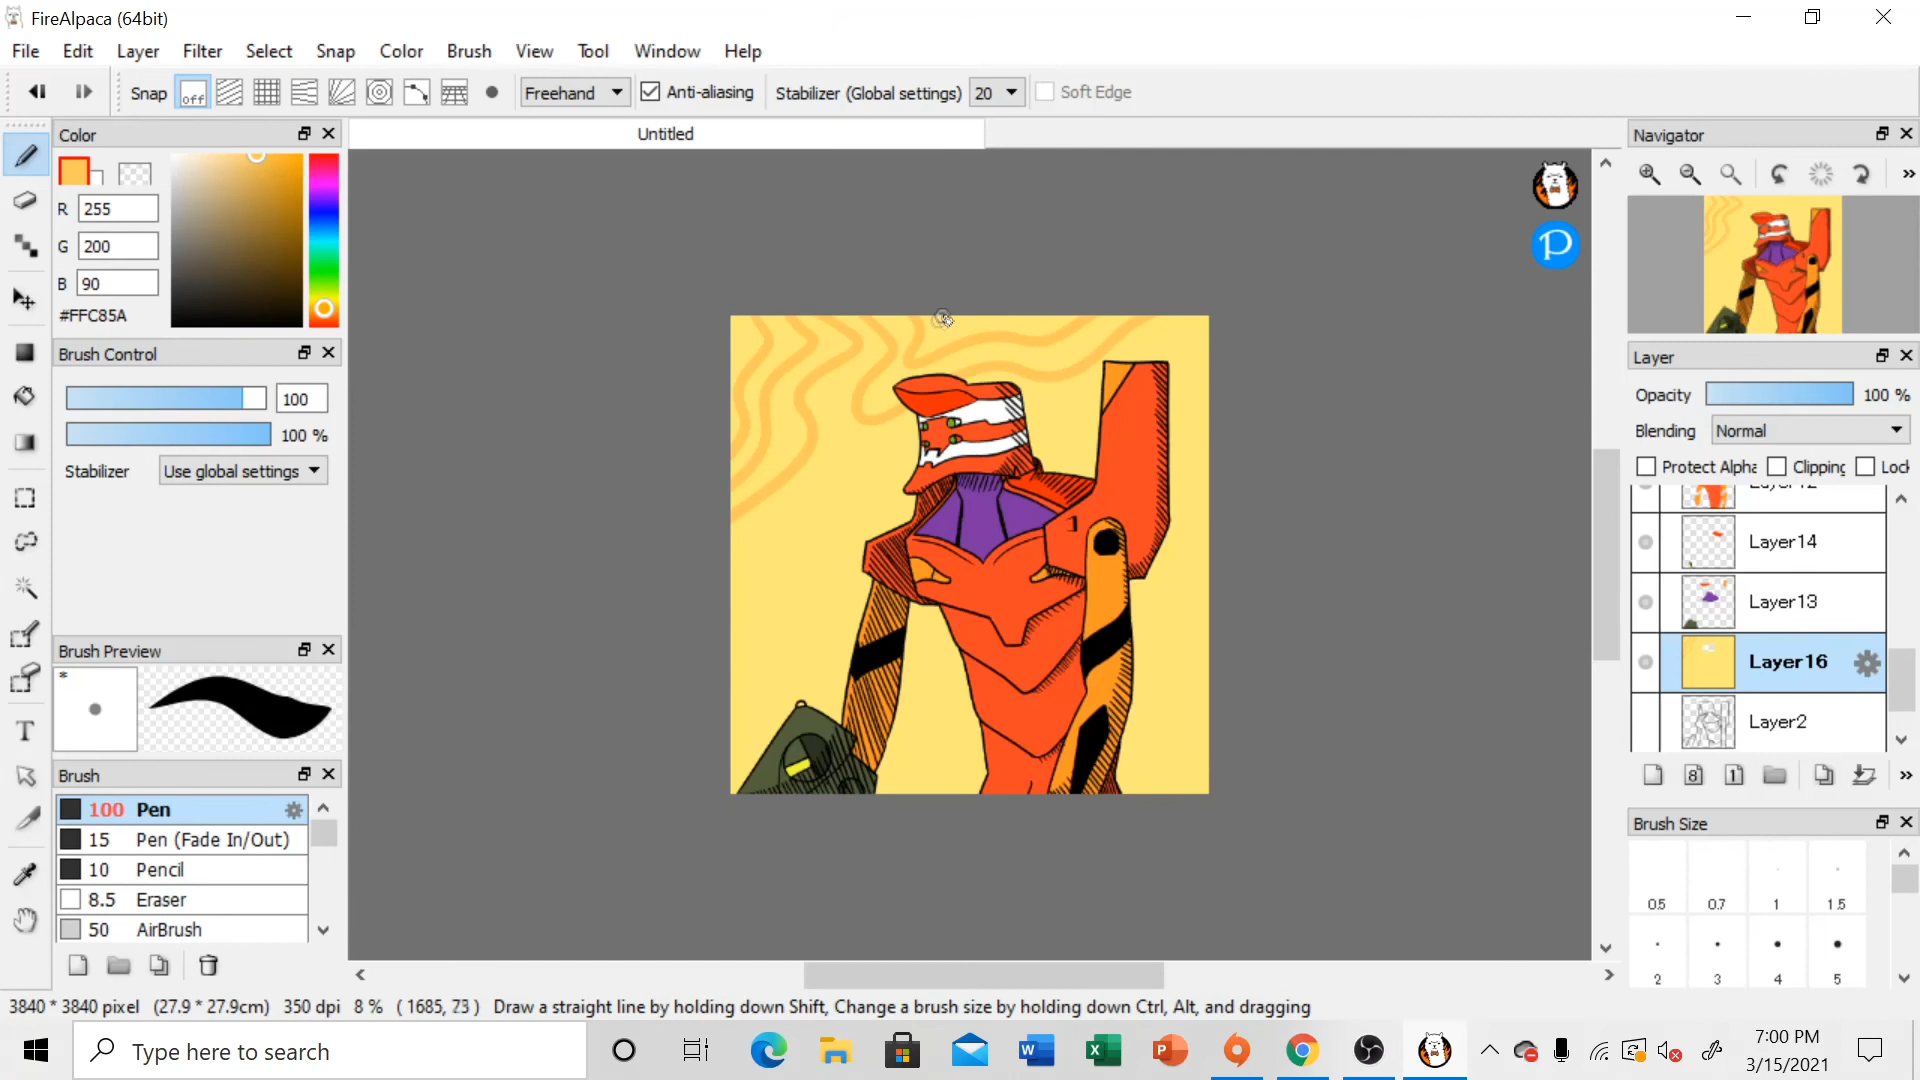 FireAlpaca (64bit)
File Edit Layer Filter Select Snap Color Brush View Tool Window Help
Snap off Freehand Anti-aliasing Stabilizer (Global settings) 20 Soft Edge
Color
Untitled
Navigator
R 255
G 200
B 90
#FFC85A
Brush Control
100
100 %
Stabilizer Use global settings
Layer
Opacity 100 %
Blending Normal
Protect Alpha Clipping Lock
Layer14
Layer13
Layer16
Layer2
8 1
1
P
Brush Preview
*
Brush
100 Pen
15 Pen (Fade In/Out)
10 Pencil
8.5 Eraser
50 AirBrush
T
Brush Size
0.5 0.7 1 1.5
2 3 4 5
3840 * 3840 pixel (27.9 * 27.9cm) 350 dpi 8 % ( 1685, 73 ) Draw a straight line by holding down Shift, Change a brush size by holding down Ctrl, Alt, and dragging
Type here to search
W X P
7:00 PM
3/15/2021